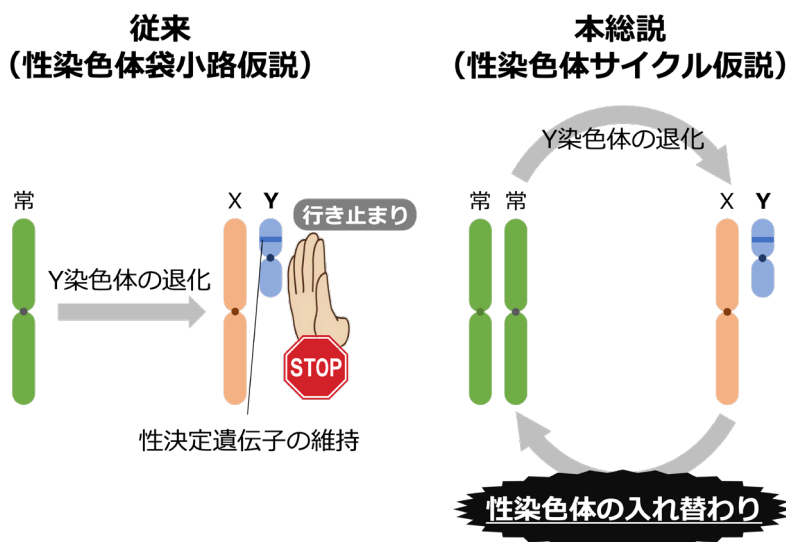 従来
(性染色体袋小路仮説)
常
X
Y
行き止まり
Y染色体の退化
STOP
性決定遺伝子の維持
本総説
(性染色体サイクル仮説)
Y染色体の退化
常 常
X
Y
性染色体の入れ替わり